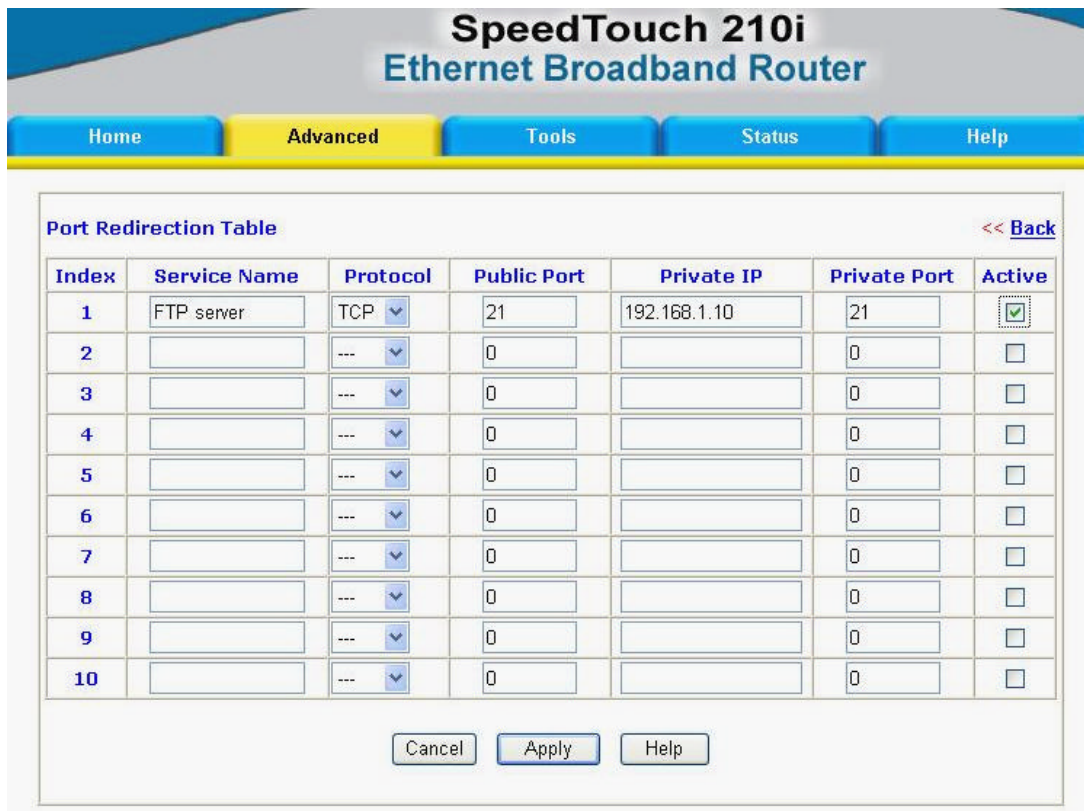 SpeedTouch 210i
Ethernet Broadband Router
Home Advanced Tools Status Help
Port Redirection Table << Back
Index Service Name Protocol Public Port Private IP Private Port Active
1 FTP server TCP 21 192.168.1.10 21
2 --- 0 0
3 --- 0 0
4 --- 0 0
5 --- 0 0
6 --- 0 0
7 --- 0 0
8 --- 0 0
9 --- 0 0
10 --- 0 0
Cancel Apply Help